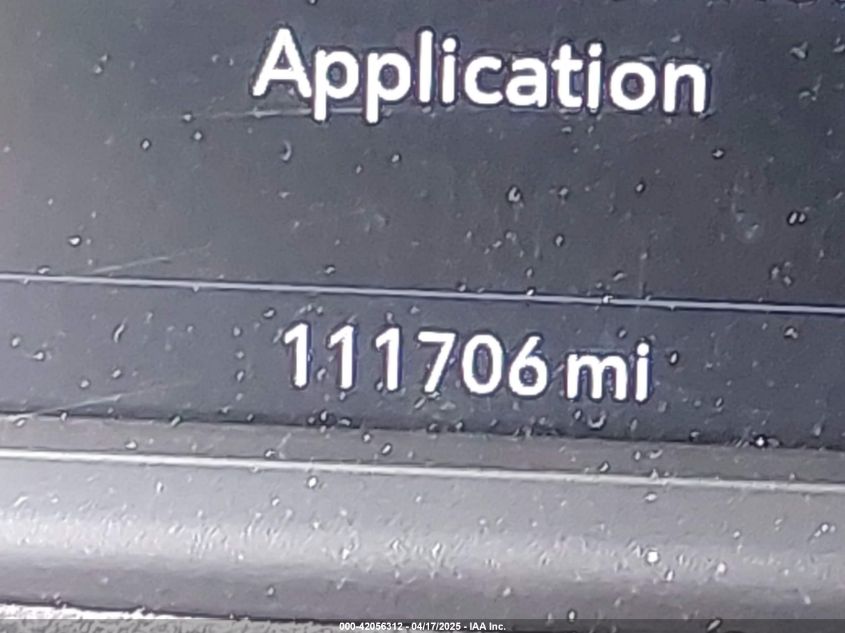 Application
111706 mi
000-42056312 - 04/17/2025 - IAA Inc.